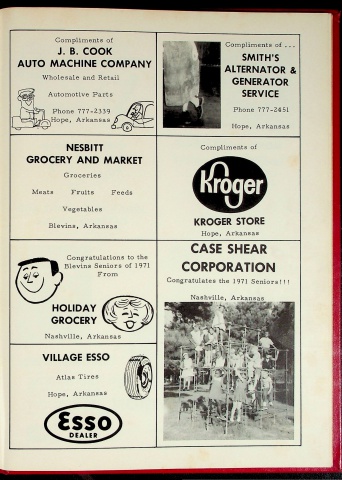 Compliments of
J. B. COOK
AUTO MACHINE COMPANY
Wholesale and Retail
Automotive Parts
Phone 777-2339
Hope, Arkansas
Compliments of ...
SMITH'S
ALTERNATOR &
GENERATOR
SERVICE
Phone 777-2451
Hope, Arkansas
NESBITT
GROCERY AND MARKET
Groceries
Meats Fruits Feeds
Vegetables
Blevins, Arkansas
Compliments of
Kroger
KROGER STORE
Hope, Arkansas
Congratulations to the
Blevins Seniors of 1971
From
HOLIDAY
GROCERY
Nashville, Arkansas
CASE SHEAR
CORPORATION
Congratulates the 1971 Seniors!!!
Nashville, Arkansas
VILLAGE ESSO
Atlas Tires
Hope, Arkansas
Esso
DEALER